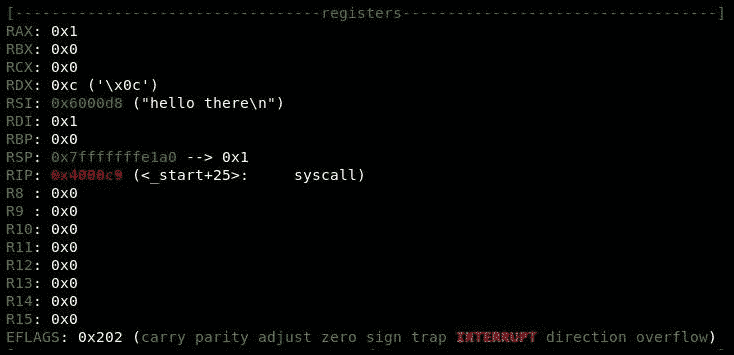 [----------------------------------registers-----------------------------------]
RAX: 0x1
RBX: 0x0
RCX: 0x0
RDX: 0xc ('\x0c')
RSI: 0x6000d8 ("hello there\n")
RDI: 0x1
RBP: 0x0
RSP: 0x7fffffffe1a0 --> 0x1
RIP: 0x4000c9 (<_start+25>:     syscall)
R8 : 0x0
R9 : 0x0
R10: 0x0
R11: 0x0
R12: 0x0
R13: 0x0
R14: 0x0
R15: 0x0
EFLAGS: 0x202 (carry parity adjust zero sign trap INTERRUPT direction overflow)